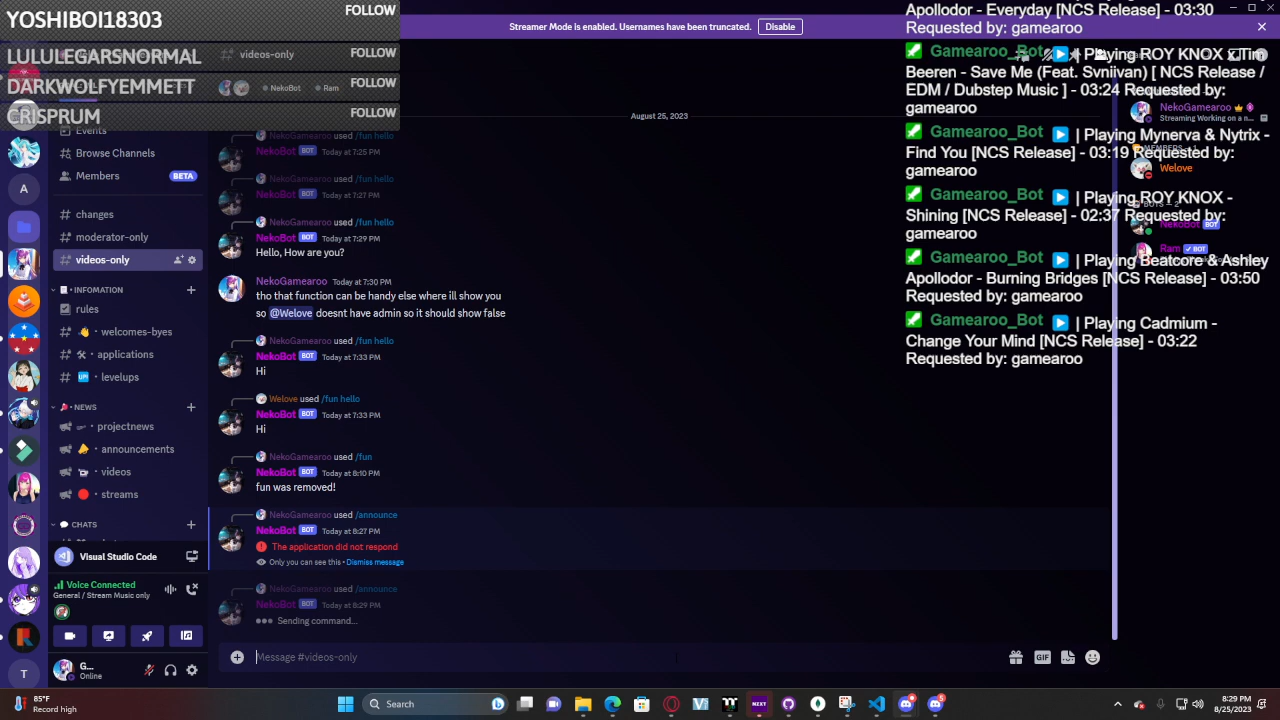 YOSHIBOI18303
FOLLOW
LULULEGARSNORMAL
FOLLOW
DARKWOLFYEMMETT
FOLLOW
CRISPRUM
FOLLOW
Streamer Mode is enabled. Usernames have been truncated.
Disable
videos-only
NekoBot
Ram
Events
Browse Channels
Members
BETA
changes
moderator-only
videos-only
INFOMATION
rules
welcomes-byes
applications
levelups
NEWS
projectnews
announcements
videos
streams
CHATS
Visual Studio Code
Voice Connected
General / Stream Music only
G...
Online
August 25, 2023
NekoGamearoo used /fun hello
NekoBot BOT Today at 7:25 PM
NekoGamearoo used /fun hello
NekoBot BOT Today at 7:27 PM
NekoGamearoo used /fun hello
NekoBot BOT Today at 7:29 PM
Hello, How are you?
NekoGamearoo Today at 7:30 PM
tho that function can be handy else where ill show you
so @Welove doesnt have admin so it should show false
NekoGamearoo used /fun hello
NekoBot BOT Today at 7:33 PM
Hi
Welove used /fun hello
NekoBot BOT Today at 7:33 PM
Hi
NekoGamearoo used /fun
NekoBot BOT Today at 8:10 PM
fun was removed!
NekoGamearoo used /announce
NekoBot BOT Today at 8:27 PM
The application did not respond
Only you can see this • Dismiss message
NekoGamearoo used /announce
NekoBot BOT Today at 8:29 PM
Sending command...
Message #videos-only
GIF
Apollodor - Everyday [NCS Release] - 03:30
Requested by: gamearoo
Gamearoo_Bot | Playing ROY KNOX x Tim
Beeren - Save Me (Feat. Svniivan) [ NCS Release /
EDM / Dubstep Music ] - 03:24 Requested by:
gamearoo
Gamearoo_Bot | Playing Mynerva & Nytrix -
Find You [NCS Release] - 03:19 Requested by:
gamearoo
Gamearoo_Bot | Playing ROY KNOX -
Shining [NCS Release] - 02:37 Requested by:
gamearoo
Gamearoo_Bot | Playing Beatcore & Ashley
Apollodor - Burning Bridges [NCS Release] - 03:50
Requested by: gamearoo
Gamearoo_Bot | Playing Cadmium -
Change Your Mind [NCS Release] - 03:22
Requested by: gamearoo
NekoGamearoo
Streaming Working on a n...
Welove
NekoBot BOT
Ram BOT
A
T
85°F
Record high
Search
NEXT
5
8:29 PM
8/25/2023